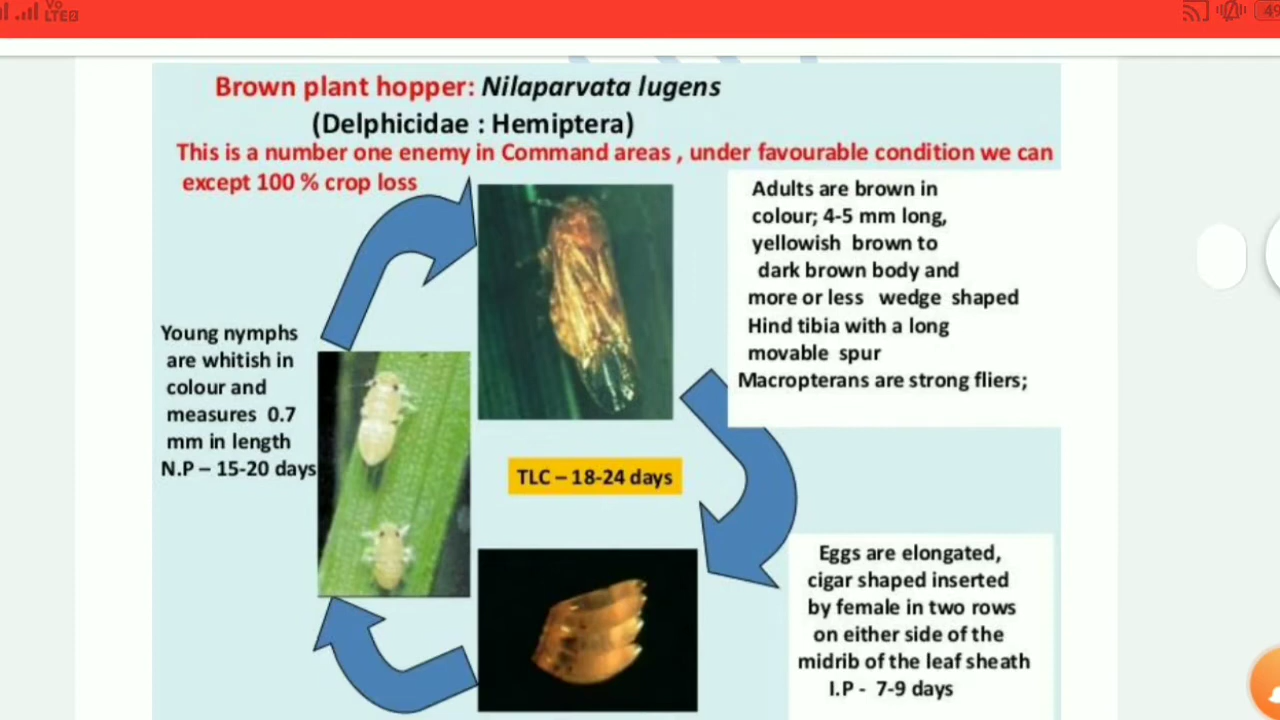 Vo
LTE2
49
Brown plant hopper: Nilaparvata lugens
(Delphicidae : Hemiptera)
This is a number one enemy in Command areas , under favourable condition we can
except 100 % crop loss
Adults are brown in
colour; 4-5 mm long,
yellowish brown to
dark brown body and
more or less wedge shaped
Hind tibia with a long
movable spur
Macropterans are strong fliers;
Young nymphs
are whitish in
colour and
measures 0.7
mm in length
N.P – 15-20 days
TLC – 18-24 days
Eggs are elongated,
cigar shaped inserted
by female in two rows
on either side of the
midrib of the leaf sheath
I.P - 7-9 days